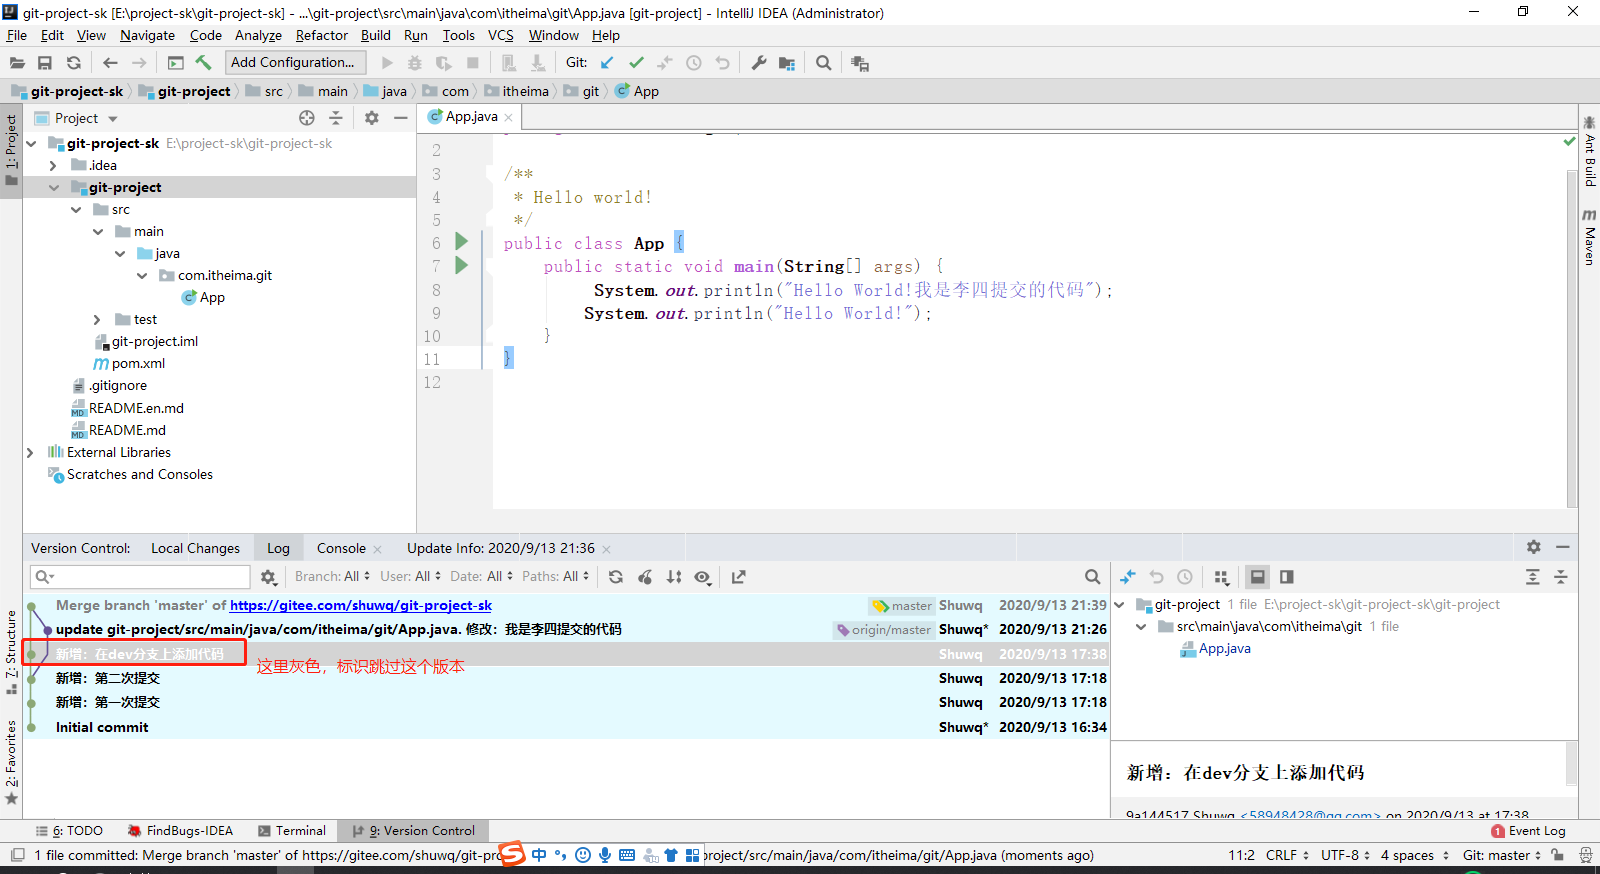 git-project-sk [E:\project-sk\git-project-sk] - ...\git-project\src\main\java\com\itheima\git\App.java [git-project] - IntelliJ IDEA (Administrator)
File Edit View Navigate Code Analyze Refactor Build Run Tools VCS Window Help
Add Configuration... Git:
git-project-sk git-project src main java com itheima git App
1: Project
Project
App.java
git-project-sk E:\project-sk\git-project-sk
.idea
git-project
src
main
java
com.itheima.git
App
test
git-project.iml
pom.xml
.gitignore
README.en.md
README.md
External Libraries
Scratches and Consoles
2
3 /**
4 * Hello world!
5 */
6 public class App {
7 public static void main(String[] args) {
8 System.out.println("Hello World!我是李四提交的代码");
9 System.out.println("Hello World!");
10 }
11 }
12
Ant Build
Maven
Version Control: Local Changes Log Console Update Info: 2020/9/13 21:36
Branch: All User: All Date: All Paths: All
Merge branch 'master' of https://gitee.com/shuwq/git-project-sk master Shuwq 2020/9/13 21:39
update git-project/src/main/java/com/itheima/git/App.java. 修改：我是李四提交的代码 origin/master Shuwq* 2020/9/13 21:26
新增：在dev分支上添加代码 Shuwq 2020/9/13 17:38
这里灰色，标识跳过这个版本
新增：第二次提交 Shuwq 2020/9/13 17:18
新增：第一次提交 Shuwq 2020/9/13 17:18
Initial commit Shuwq* 2020/9/13 16:34
git-project 1 file E:\project-sk\git-project-sk\git-project
src\main\java\com\itheima\git 1 file
App.java
新增：在dev分支上添加代码
9a144517 Shuwq <58948428@qq.com> on 2020/9/13 at 17:38
7: Structure
2: Favorites
6: TODO FindBugs-IDEA Terminal 9: Version Control 1 Event Log
1 file committed: Merge branch 'master' of https://gitee.com/shuwq/git-pro
中
project/src/main/java/com/itheima/git/App.java (moments ago) 11:2 CRLF UTF-8 4 spaces Git: master